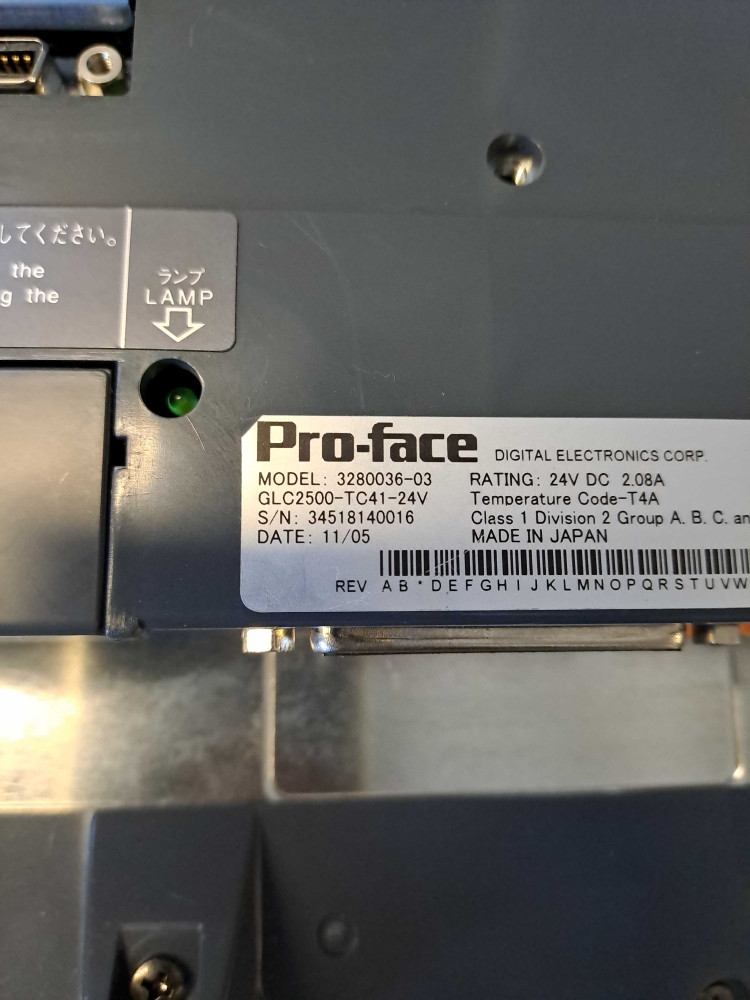 してください。
the
g the
ランプ
LAMP
Pro-face DIGITAL ELECTRONICS CORP.
MODEL: 3280036-03 RATING: 24V DC 2.08A
GLC2500-TC41-24V Temperature Code-T4A
S/N: 34518140016 Class 1 Division 2 Group A. B. C. an
DATE: 11/05 MADE IN JAPAN
REV A B * D E F G H I J K L M N O P Q R S T U V W